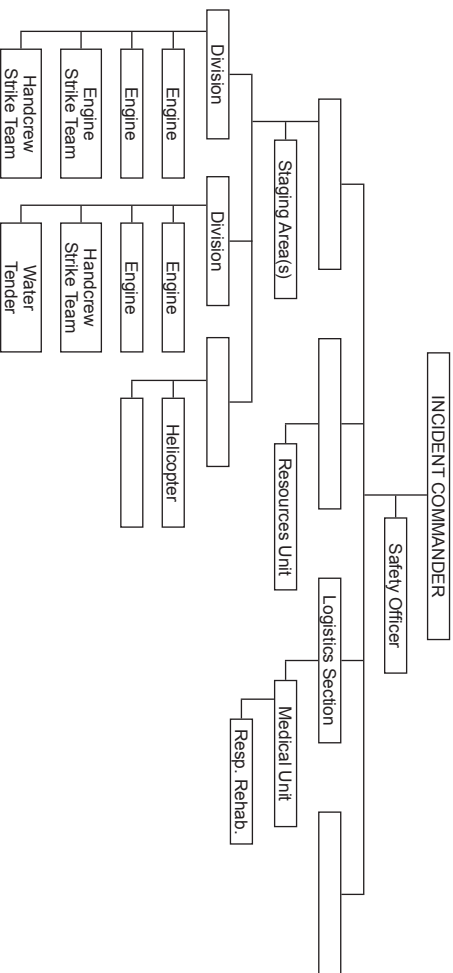 INCIDENT COMMANDER
Safety Officer
Staging Area(s)
Resources Unit
Logistics Section
Medical Unit
Resp. Rehab.
Division
Engine
Engine
Engine
Strike Team
Handcrew
Strike Team
Division
Engine
Engine
Handcrew
Strike Team
Water
Tender
Helicopter